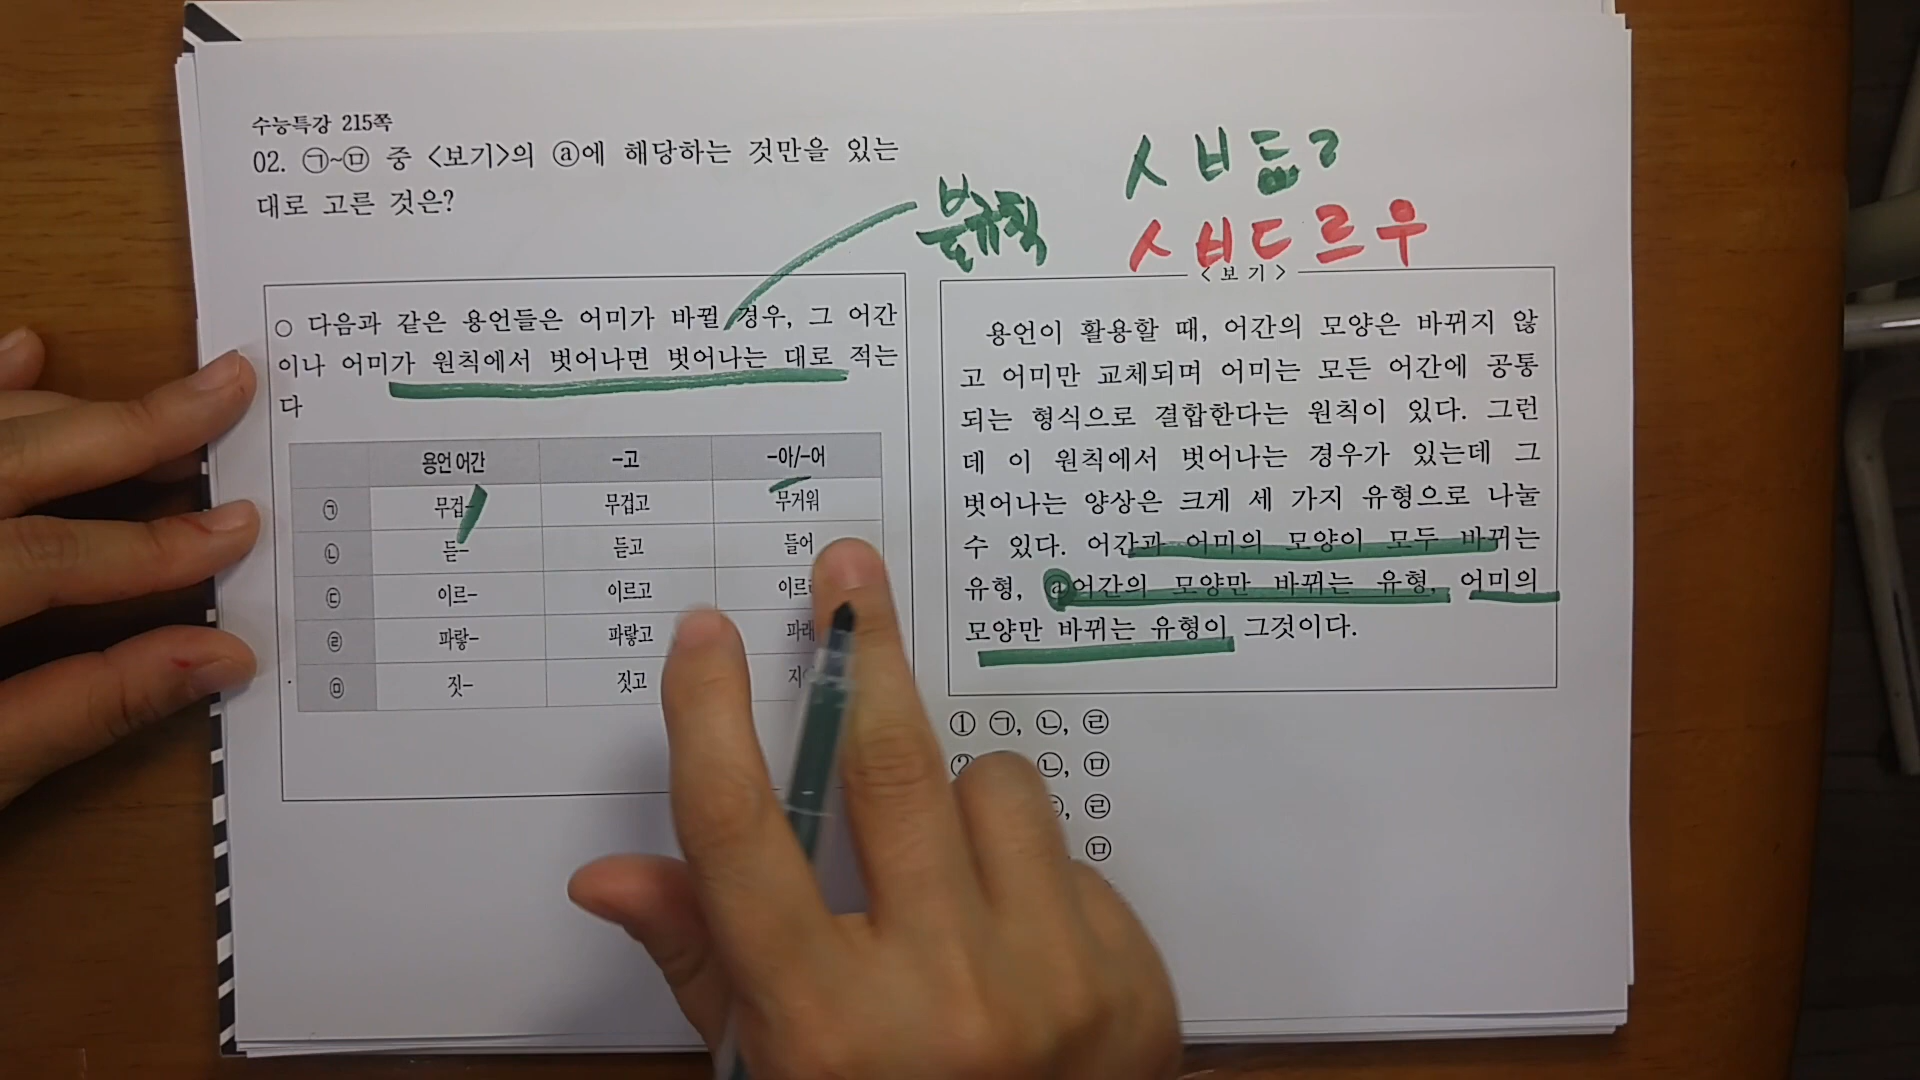 수능특강 215쪽
02. ㉠~㉤ 중 <보기>의 ⓐ에 해당하는 것만을 있는
대로 고른 것은?
불규칙
ㅅ ㅂ ㄷ
ㅅ ㅂ ㄷ 르 우
○ 다음과 같은 용언들은 어미가 바뀔 경우, 그 어간
이나 어미가 원칙에서 벗어나면 벗어나는 대로 적는
다
용언 어간 -고 -아/-어
㉠ 무겁- 무겁고 무거워
㉡ 듣- 듣고 들어
㉢ 이르- 이르고
㉣ 파랗- 파랗고
㉤ 짓- 짓고
<보기>
용언이 활용할 때, 어간의 모양은 바뀌지 않
고 어미만 교체되며 어미는 모든 어간에 공통
되는 형식으로 결합한다는 원칙이 있다. 그런
데 이 원칙에서 벗어나는 경우가 있는데 그
벗어나는 양상은 크게 세 가지 유형으로 나눌
수 있다. 어간과 어미의 모양이 모두 바뀌는
유형, ⓐ어간의 모양만 바뀌는 유형, 어미의
모양만 바뀌는 유형이 그것이다.
① ㉠, ㉡, ㉣
② ㉡, ㉤
㉣
㉤